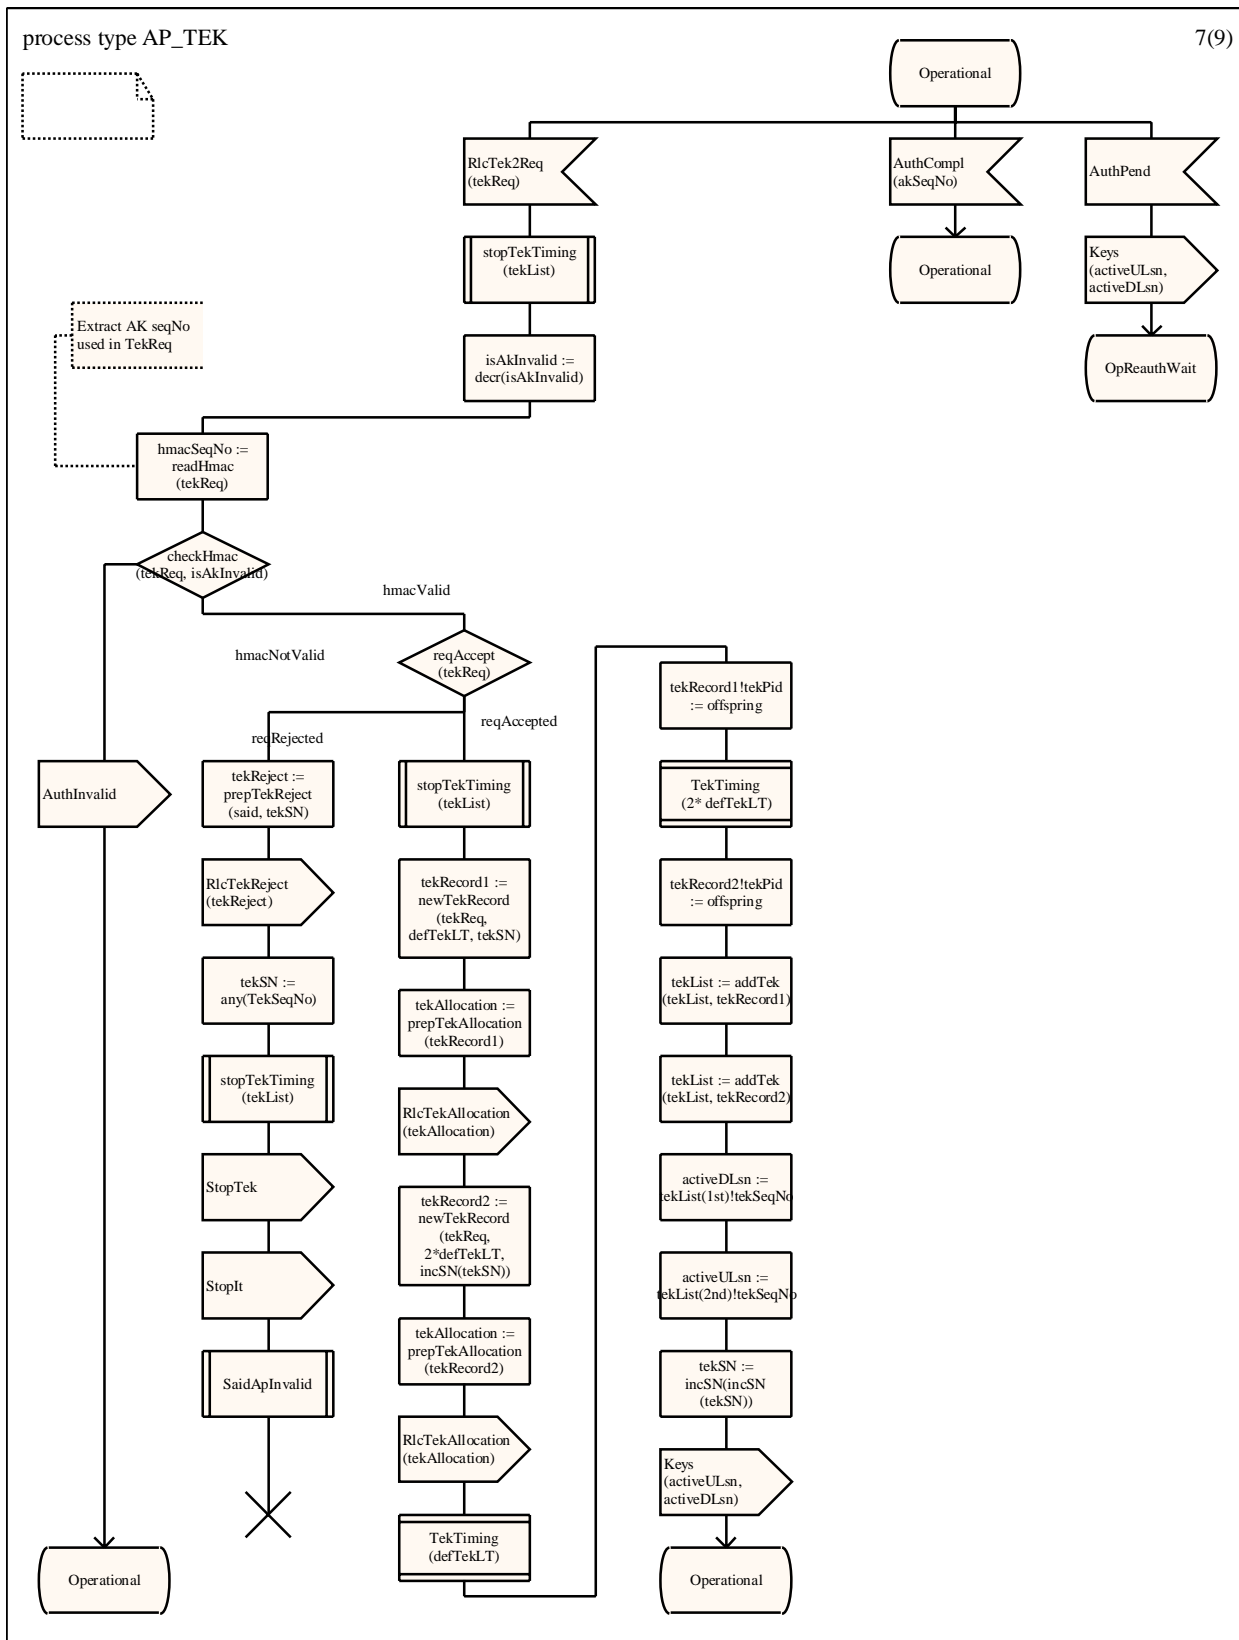 process type AP_TEK
7(9)
Operational
RlcTek2Req
(tekReq)
AuthCompl
(akSeqNo)
AuthPend
stopTekTiming
(tekList)
Operational
Keys
(activeULsn,
activeDLsn)
Extract AK seqNo
used in TekReq
isAkInvalid :=
decr(isAkInvalid)
OpReauthWait
hmacSeqNo :=
readHmac
(tekReq)
checkHmac
(tekReq, isAkInvalid)
hmacValid
hmacNotValid
reqAccept
(tekReq)
reqRejected
reqAccepted
AuthInvalid
Operational
tekReject :=
prepTekReject
(said, tekSN)
RlcTekReject
(tekReject)
tekSN :=
any(TekSeqNo)
stopTekTiming
(tekList)
StopTek
StopIt
SaidApInvalid
stopTekTiming
(tekList)
tekRecord1 :=
newTekRecord
(tekReq,
defTekLT, tekSN)
tekAllocation :=
prepTekAllocation
(tekRecord1)
RlcTekAllocation
(tekAllocation)
tekRecord2 :=
newTekRecord
(tekReq,
2*defTekLT,
incSN(tekSN))
tekAllocation :=
prepTekAllocation
(tekRecord2)
RlcTekAllocation
(tekAllocation)
TekTiming
(defTekLT)
tekRecord1!tekPid
:= offspring
TekTiming
(2* defTekLT)
tekRecord2!tekPid
:= offspring
tekList := addTek
(tekList, tekRecord1)
tekList := addTek
(tekList, tekRecord2)
activeDLsn :=
tekList(1st)!tekSeqNo
activeULsn :=
tekList(2nd)!tekSeqNo
tekSN :=
incSN(incSN
(tekSN))
Keys
(activeULsn,
activeDLsn)
Operational